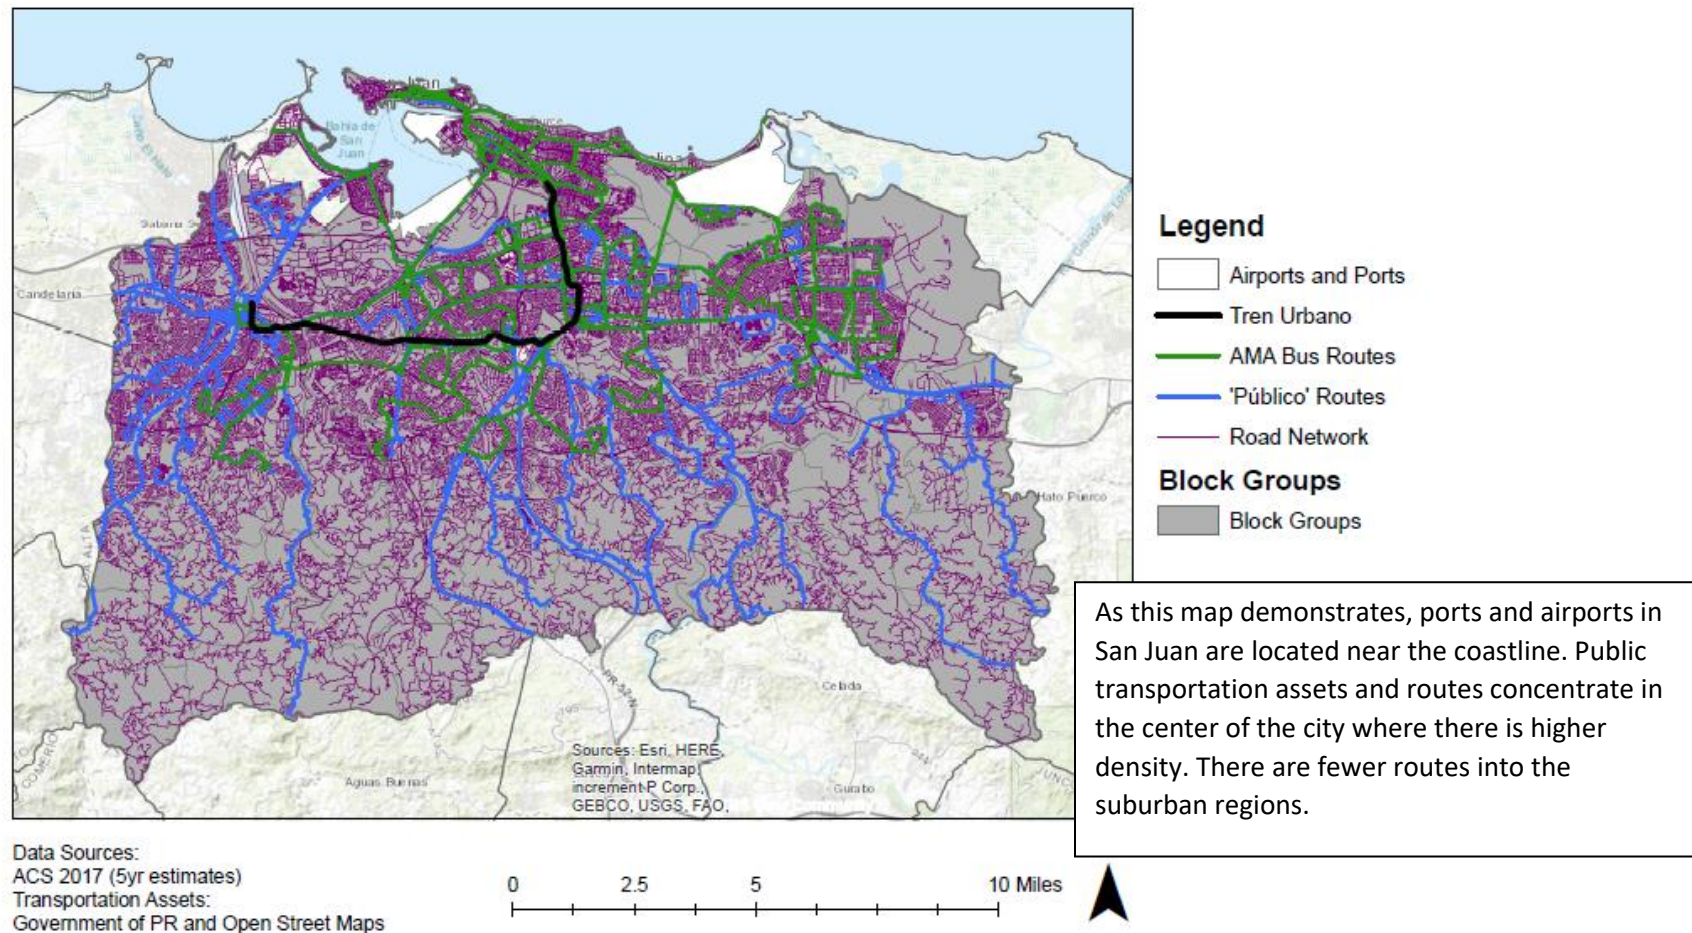 Bahia de
San
Juan
Candelaria
Hato Puerco
Celada
Aguas Buenas
Gurabo
COMERIO
Sources: Esri, HERE,
Garmin, Intermap,
increment P Corp.,
GEBCO, USGS, FAO,
Legend
Airports and Ports
Tren Urbano
AMA Bus Routes
'Público' Routes
Road Network
Block Groups
Block Groups
As this map demonstrates, ports and airports in
San Juan are located near the coastline. Public
transportation assets and routes concentrate in
the center of the city where there is higher
density. There are fewer routes into the
suburban regions.
Data Sources:
ACS 2017 (5yr estimates)
Transportation Assets:
Government of PR and Open Street Maps
0 2.5 5 10 Miles